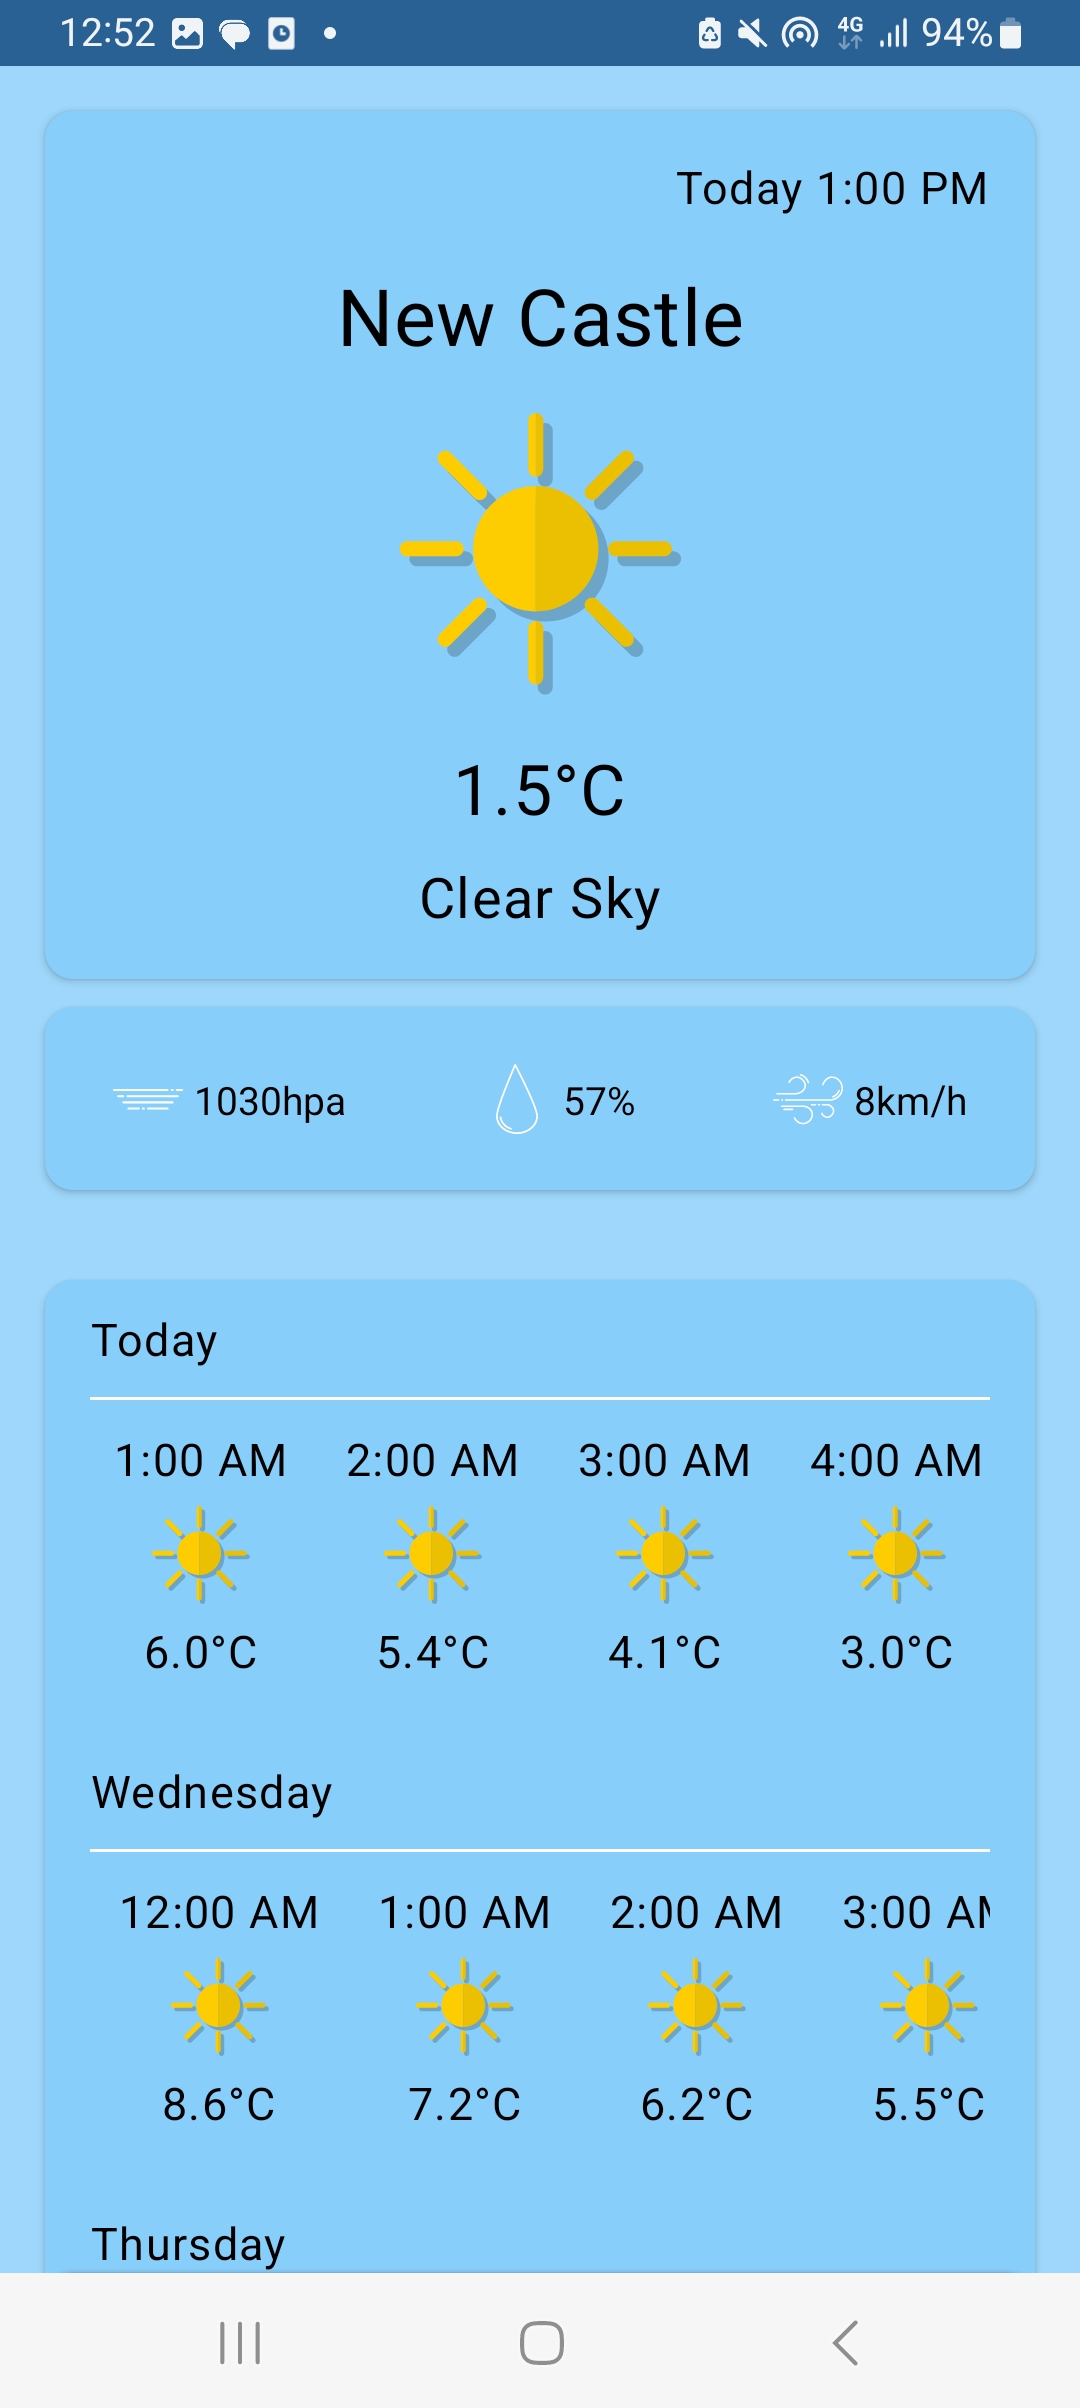 12:52 4G 94%
Today 1:00 PM
New Castle
1.5°C
Clear Sky
1030hpa 57% 8km/h
Today
1:00 AM 2:00 AM 3:00 AM 4:00 AM
6.0°C 5.4°C 4.1°C 3.0°C
Wednesday
12:00 AM 1:00 AM 2:00 AM 3:00 AM
8.6°C 7.2°C 6.2°C 5.5°C
Thursday